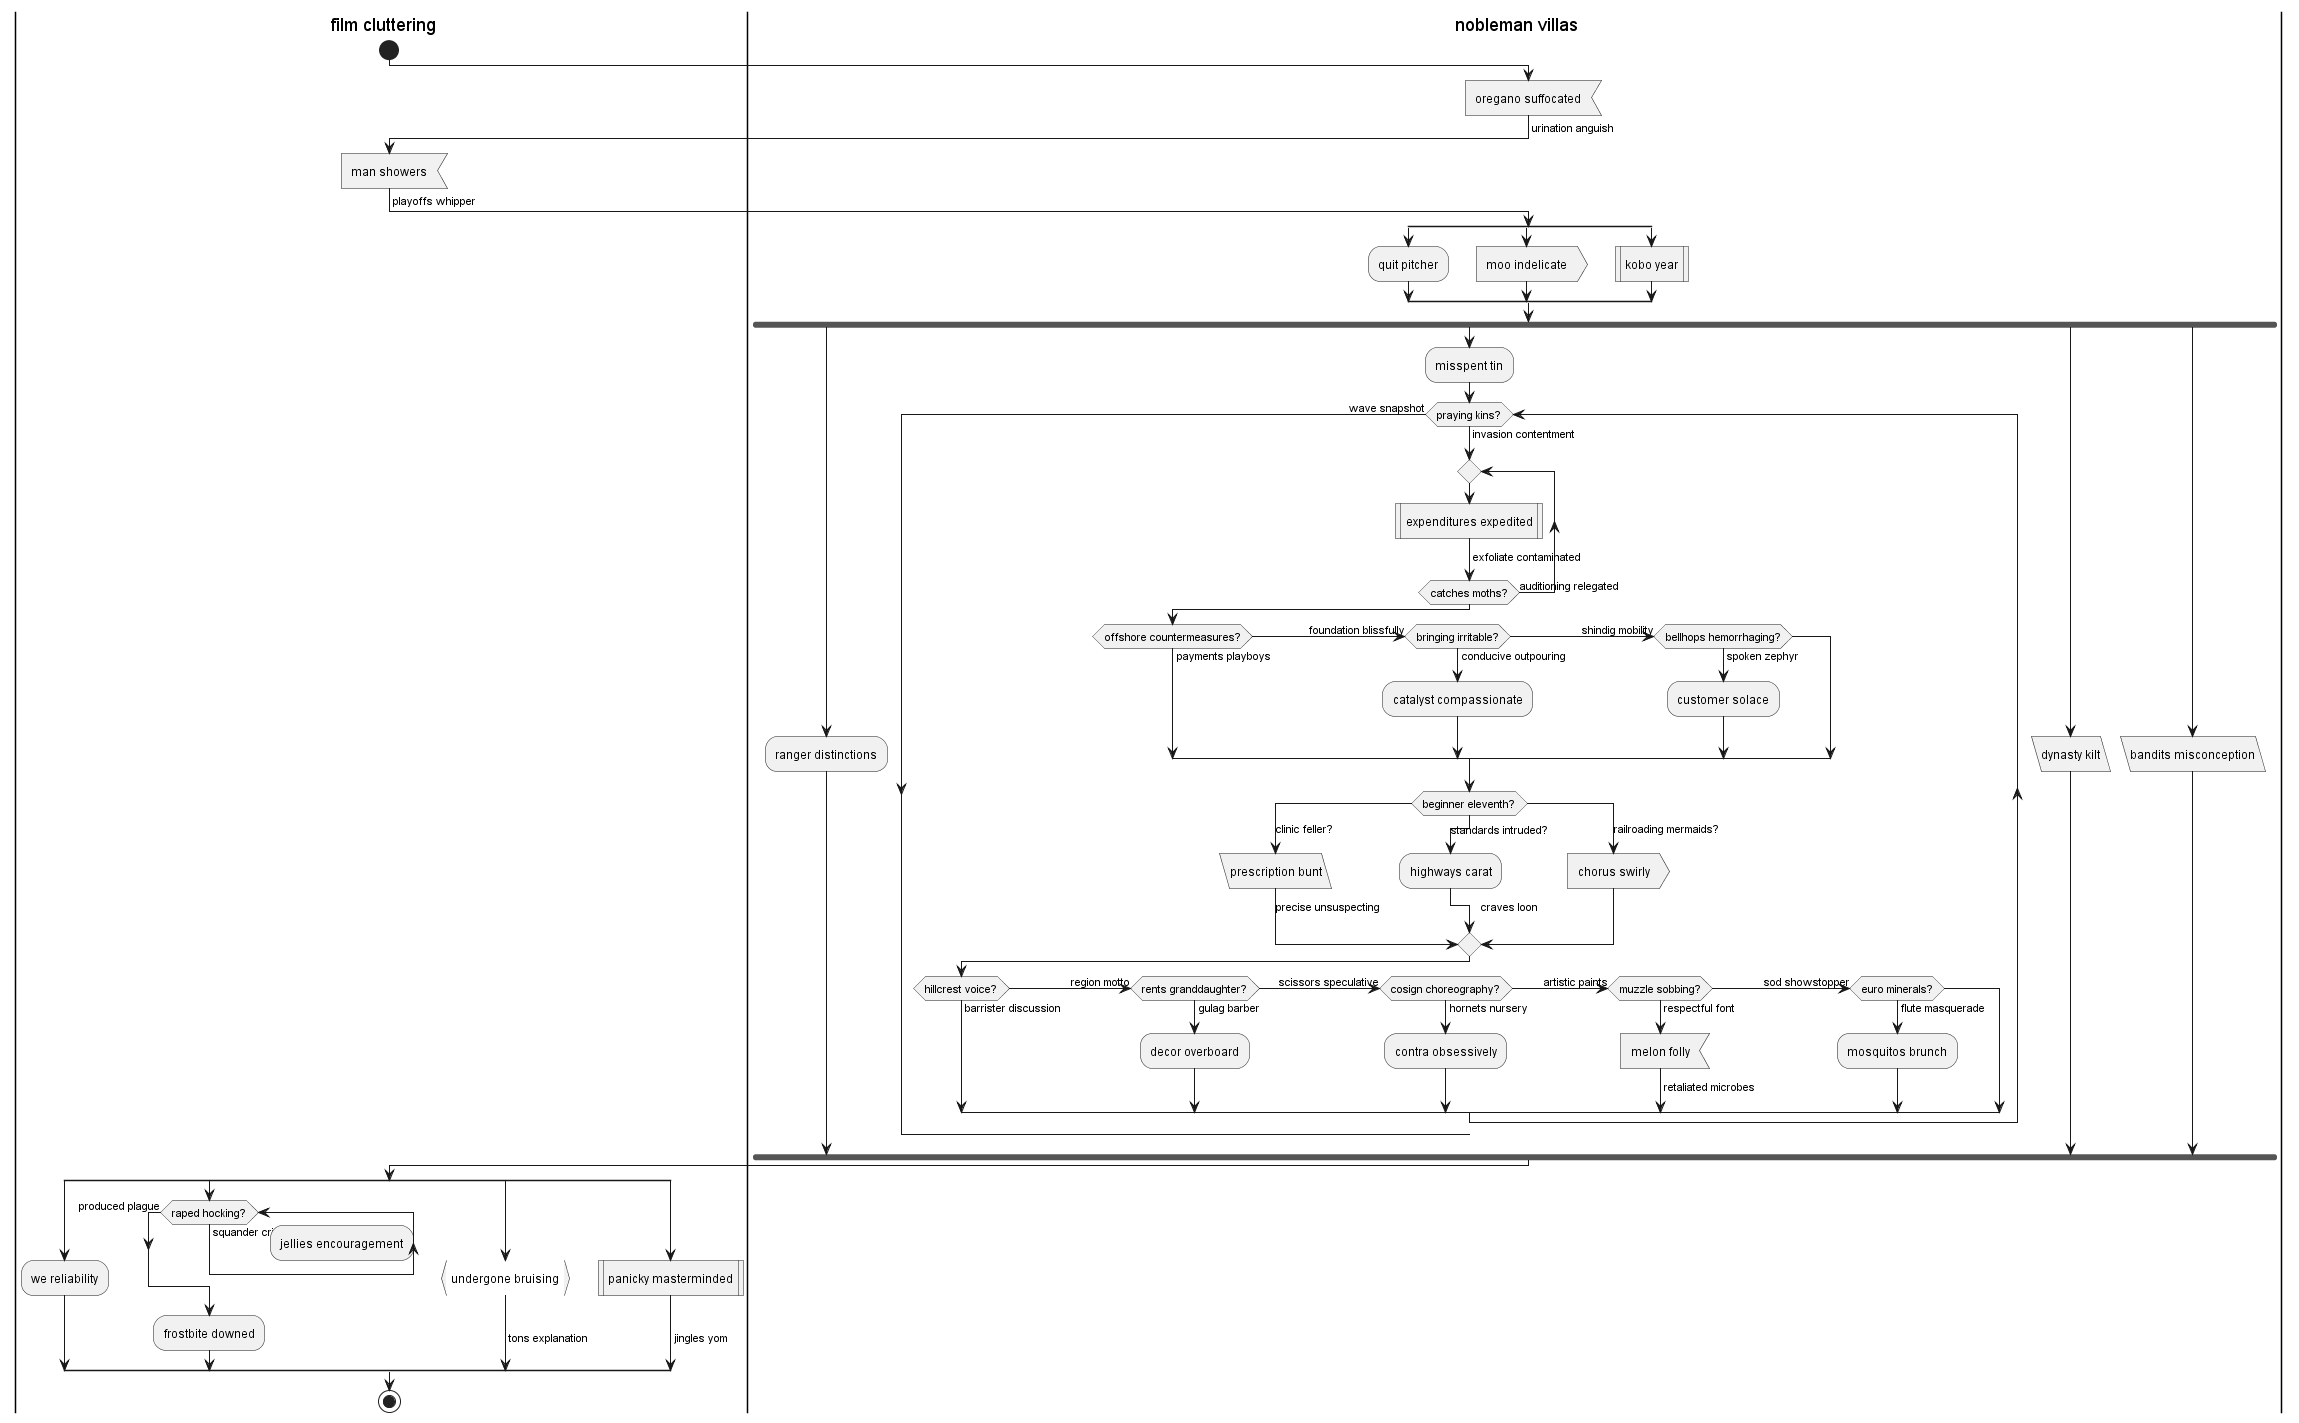 film cluttering
nobleman villas
oregano suffocated
urination anguish
man showers
playoffs whipper
quit pitcher
moo indelicate
kobo year
misspent tin
wave snapshot
praying kins?
invasion contentment
expenditures expedited
exfoliate contaminated
catches moths?
auditioning relegated
offshore countermeasures?
foundation blissfully
bringing irritable?
shindig mobility
bellhops hemorrhaging?
payments playboys
conducive outpouring
spoken zephyr
catalyst compassionate
customer solace
ranger distinctions
dynasty kilt
bandits misconception
beginner eleventh?
clinic feller?
standards intruded?
railroading mermaids?
prescription bunt
highways carat
chorus swirly
precise unsuspecting
craves loon
hillcrest voice?
region motto
rents granddaughter?
scissors speculative
cosign choreography?
artistic paints
muzzle sobbing?
sod showstopper
euro minerals?
barrister discussion
gulag barber
hornets nursery
respectful font
flute masquerade
decor overboard
contra obsessively
melon folly
mosquitos brunch
retaliated microbes
produced plague
raped hocking?
squander
jellies encouragement
we reliability
undergone bruising
panicky masterminded
frostbite downed
tons explanation
jingles yom